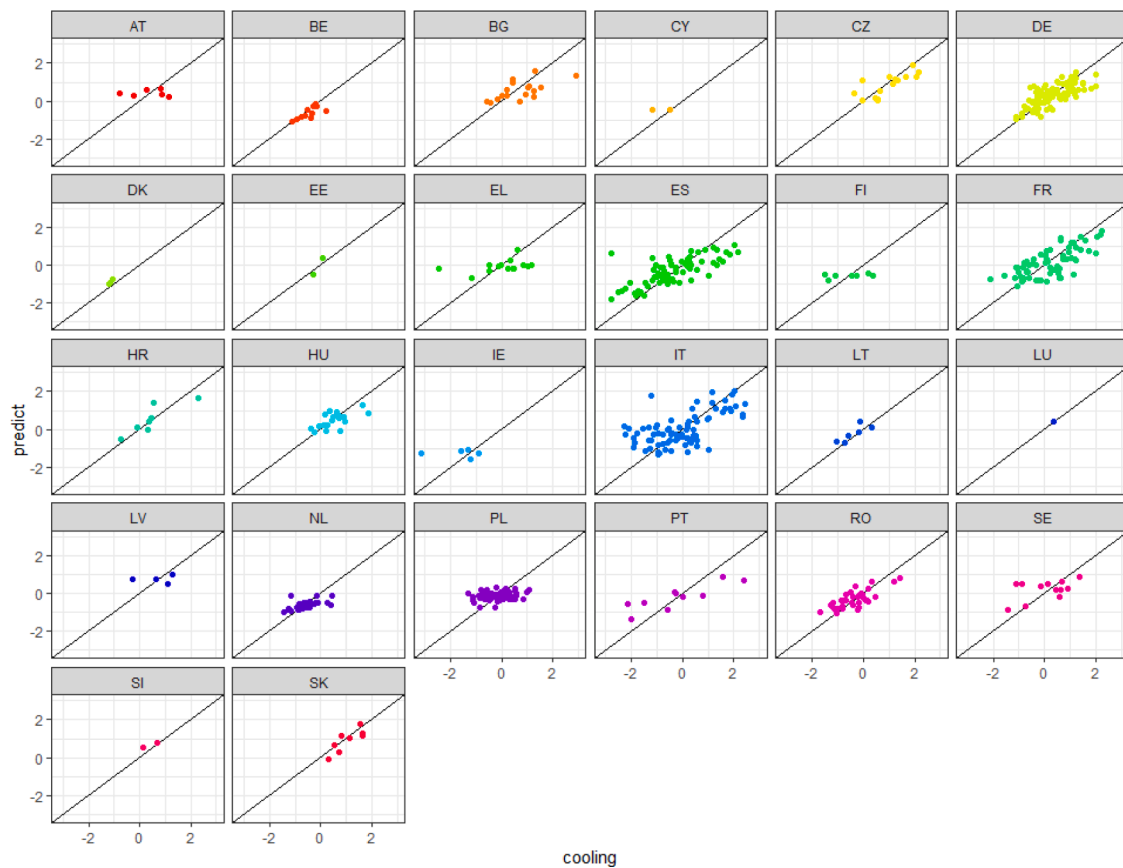 AT BE BG CY CZ DE
2
0
-2
DK EE EL ES FI FR
2
0
-2
HR HU IE IT LT LU
2
0
-2
predict
LV NL PL PT RO SE
2
0
-2
-2 0 2 -2 0 2 -2 0 2 -2 0 2
SI SK
2
0
-2
-2 0 2 -2 0 2
cooling